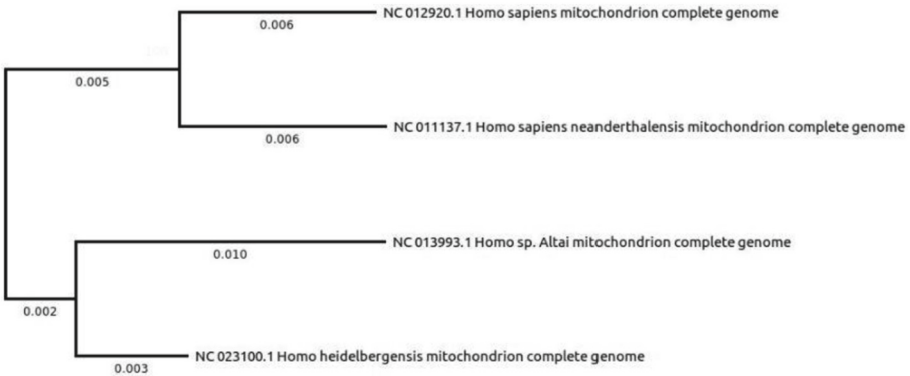 NC 012920.1 Homo sapiens mitochondrion complete genome
0.006
0.005
NC 011137.1 Homo sapiens neanderthalensis mitochondrion complete genome
0.006
NC 013993.1 Homo sp. Altai mitochondrion complete genome
0.010
0.002
NC 023100.1 Homo heidelbergensis mitochondrion complete genome
0.003